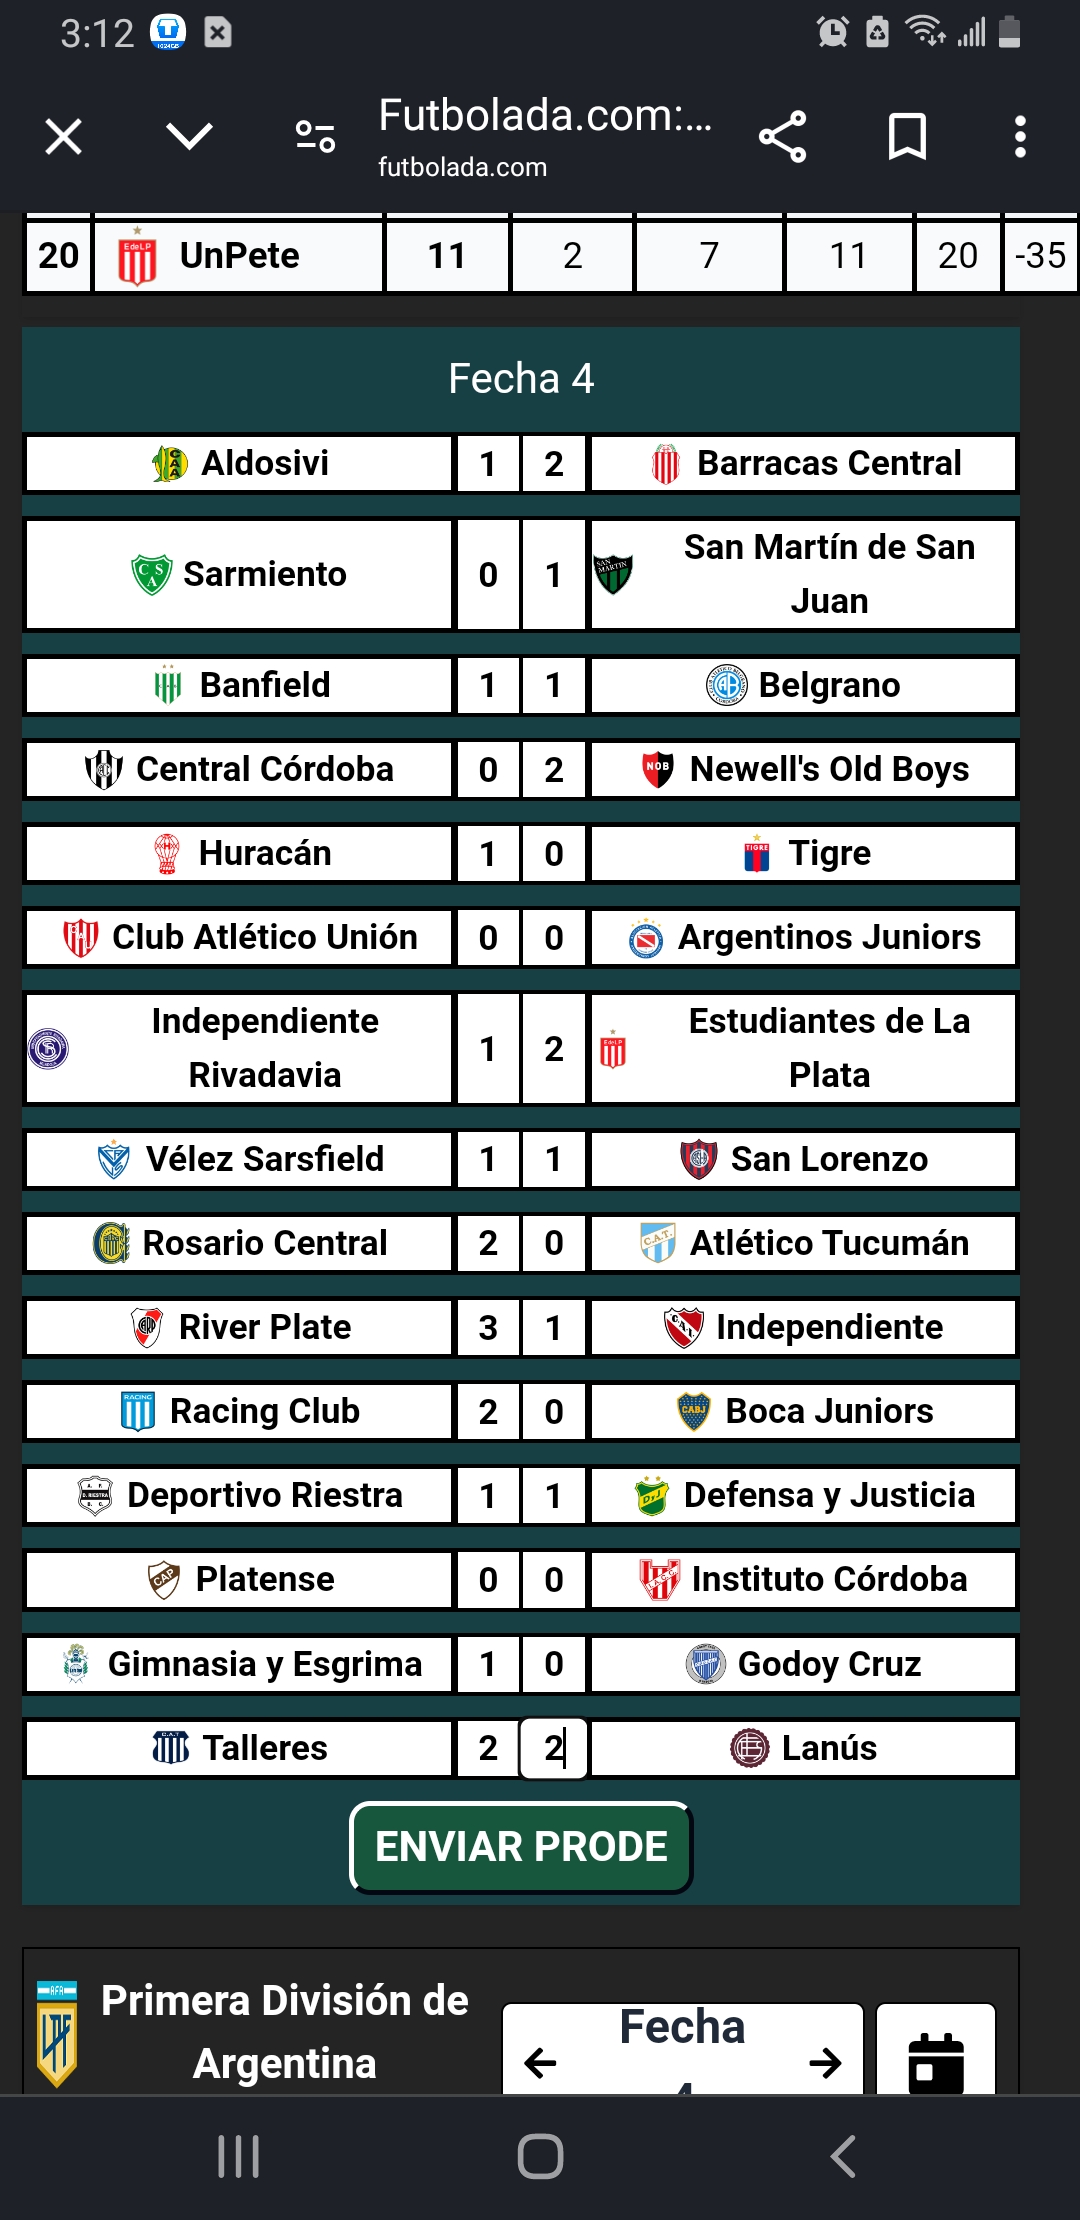 3:12
Futbolada.com:...
futbolada.com
20 UnPete 11 2 7 11 20 -35
Fecha 4
Aldosivi 1 2 Barracas Central
Sarmiento 0 1 San Martín de San
Juan
Banfield 1 1 Belgrano
Central Córdoba 0 2 Newell's Old Boys
Huracán 1 0 Tigre
Club Atlético Unión 0 0 Argentinos Juniors
Independiente
Rivadavia 1 2 Estudiantes de La
Plata
Vélez Sarsfield 1 1 San Lorenzo
Rosario Central 2 0 Atlético Tucumán
River Plate 3 1 Independiente
Racing Club 2 0 Boca Juniors
Deportivo Riestra 1 1 Defensa y Justicia
Platense 0 0 Instituto Córdoba
Gimnasia y Esgrima 1 0 Godoy Cruz
Talleres 2 2 Lanús
ENVIAR PRODE
Primera División de
Argentina
Fecha
4